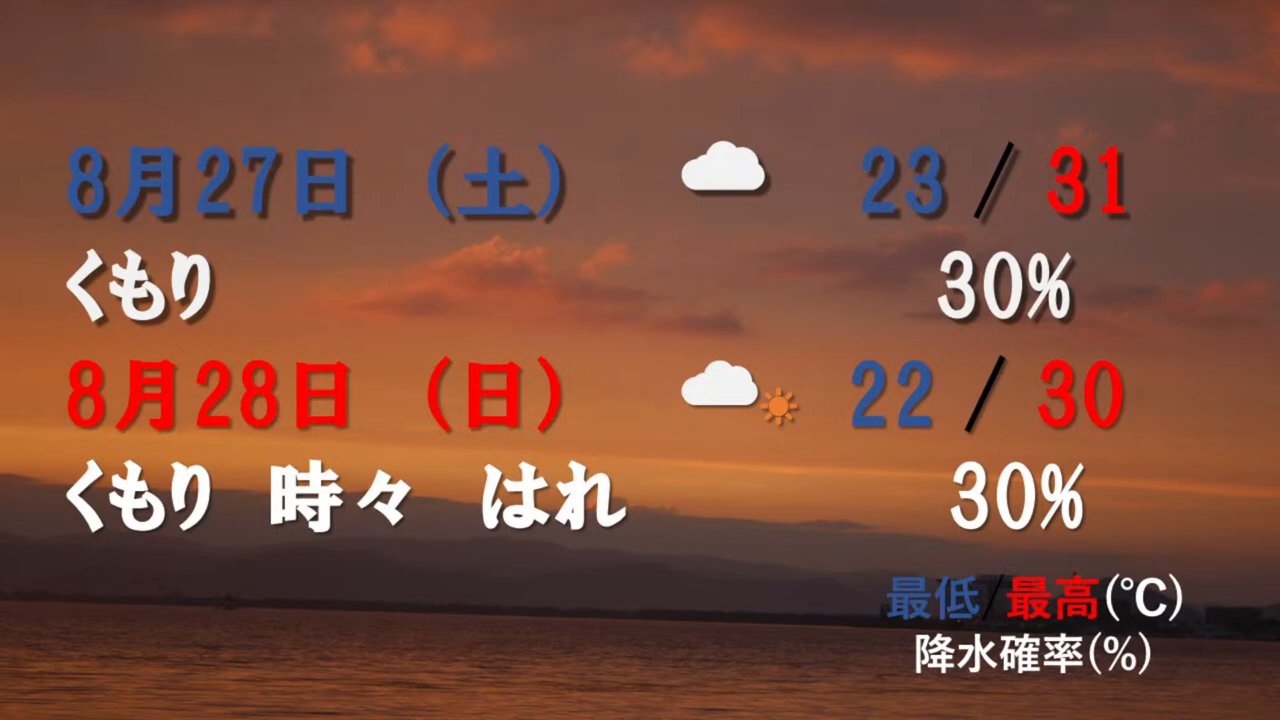 8月27日 （土） 23 / 31
くもり 30%
8月28日 （日） 22 / 30
くもり 時々 はれ 30%
最低/最高(℃)
降水確率(%)